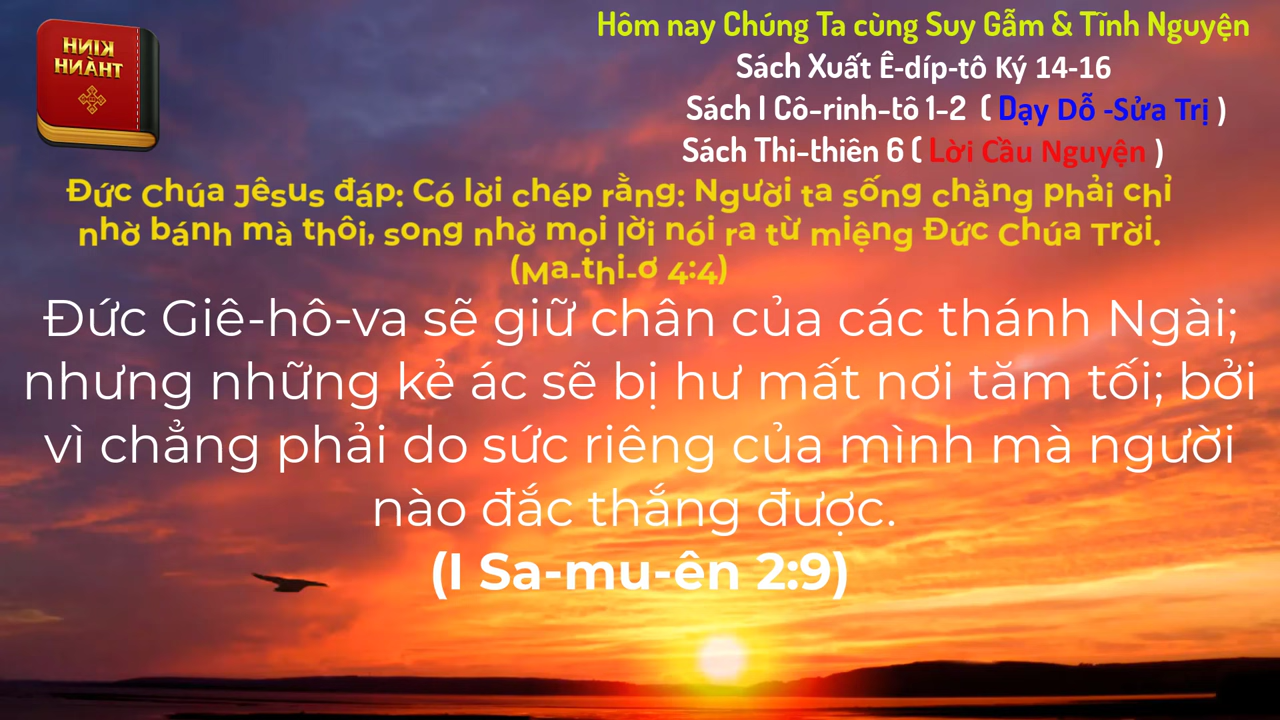 KINH
THÁNH
Hôm nay Chúng Ta cùng Suy Gẫm & Tĩnh Nguyện
Sách Xuất Ê-díp-tô Ký 14-16
Sách I Cô-rinh-tô 1-2 ( Dạy Dỗ -Sửa Trị )
Sách Thi-thiên 6 ( Lời Cầu Nguyện )
Đức Chúa Jêsus đáp: Có lời chép rằng: Người ta sống chẳng phải chỉ
nhờ bánh mà thôi, song nhờ mọi lời nói ra từ miệng Đức Chúa Trời.
(Ma-thi-ơ 4:4)
Đức Giê-hô-va sẽ giữ chân của các thánh Ngài;
nhưng những kẻ ác sẽ bị hư mất nơi tăm tối; bởi
vì chẳng phải do sức riêng của mình mà người
nào đắc thắng được.
(I Sa-mu-ên 2:9)